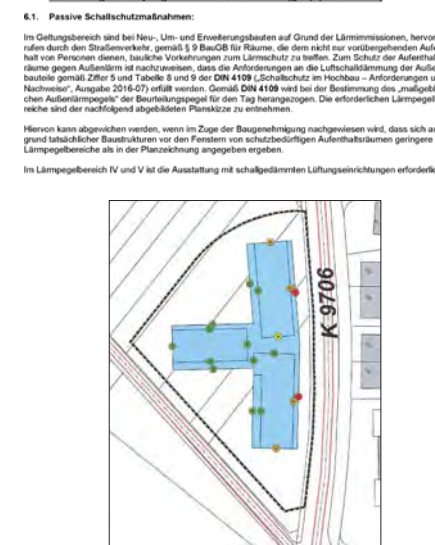 6.1. Passive Schallschutzmaßnahmen:
Im Geltungsbereich sind bei Neu-, Um- und Erweiterungsbauten auf Grund der Lärmimmissionen, hervor
rufen durch den Straßenverkehr, gemäß § 9 BauGB für Räume, die dem nicht nur vorübergehenden Aufe
halt von Personen dienen, bauliche Vorkehrungen zum Lärmschutz zu treffen. Zum Schutz der Aufenthal
räume gegen Außenlärm ist nachzuweisen, dass die Anforderungen an die Luftschalldämmung der Auße
bauteile gemäß Ziffer 5 und Tabelle 8 und 9 der DIN 4109 („Schallschutz im Hochbau – Anforderungen u
Nachweise", Ausgabe 2016-07) erfüllt werden. Gemäß DIN 4109 wird bei der Bestimmung des „maßgebl
chen Außenlärmpegels" der Beurteilungspegel für den Tag herangezogen. Die erforderlichen Lärmpegel
reiche sind der nachfolgend abgebildeten Planskizze zu entnehmen.
Hiervon kann abgewichen werden, wenn im Zuge der Baugenehmigung nachgewiesen wird, dass sich a
grund tatsächlicher Baustrukturen vor den Fenstern von schutzbedürftigen Aufenthaltsräumen geringere
Lärmpegelbereiche als in der Planzeichnung angegeben ergeben.
Im Lärmpegelbereich IV und V ist die Ausstattung mit schallgedämmten Lüftungseinrichtungen erforderlic
K 9706